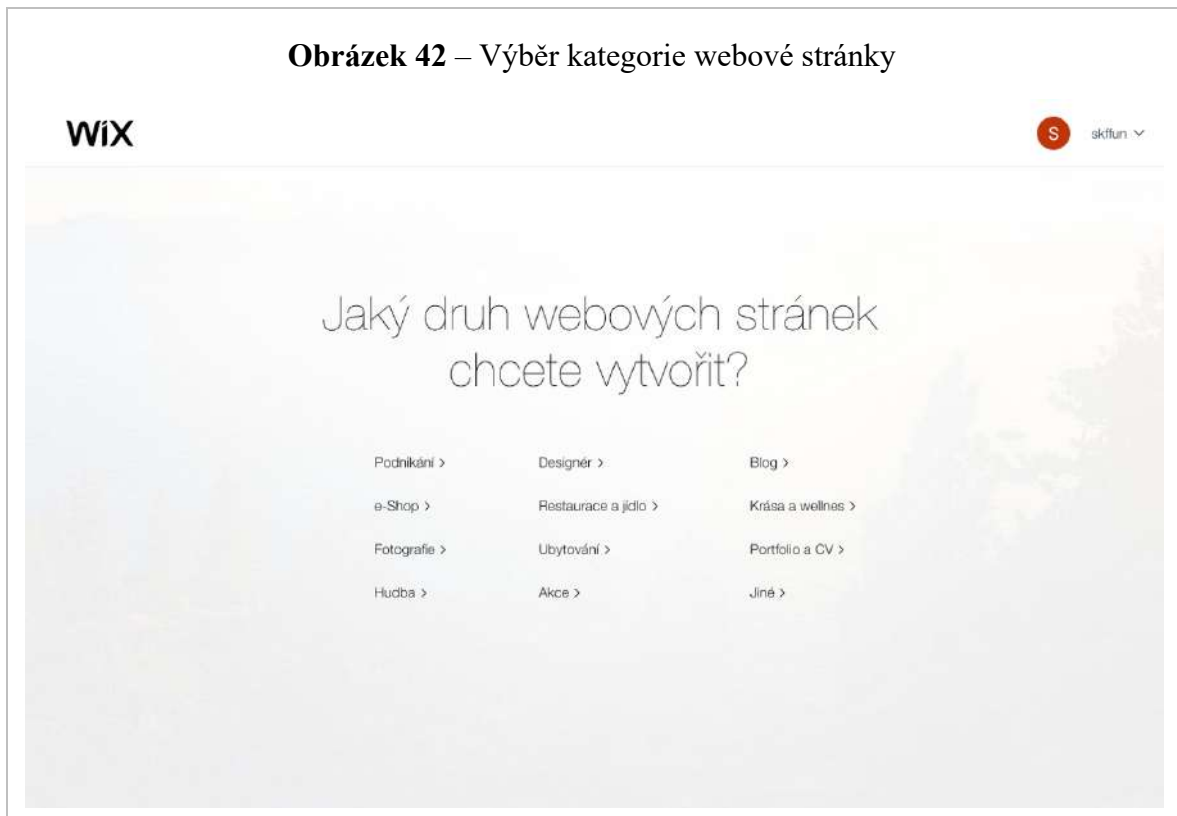 Obrázek 42 – Výběr kategorie webové stránky
WiX
S
skffun
Jaký druh webových stránek
chcete vytvořit?
Podnikání >
Designér >
Blog >
e-Shop >
Restaurace a jídlo >
Krása a wellnes >
Fotografie >
Ubytování >
Portfolio a CV >
Hudba >
Akce >
Jiné >